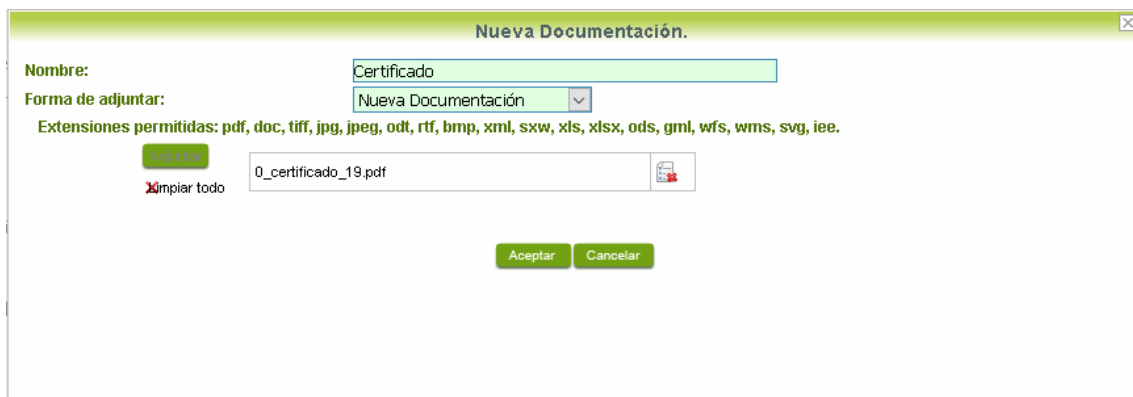 Nueva Documentación.
Nombre: Certificado
Forma de adjuntar: Nueva Documentación
Extensiones permitidas: pdf, doc, tiff, jpg, jpeg, odt, rtf, bmp, xml, sxw, xls, xlsx, ods, gml, wfs, wms, svg, iee.
0_certificado_19.pdf
Limpiar todo
Aceptar Cancelar